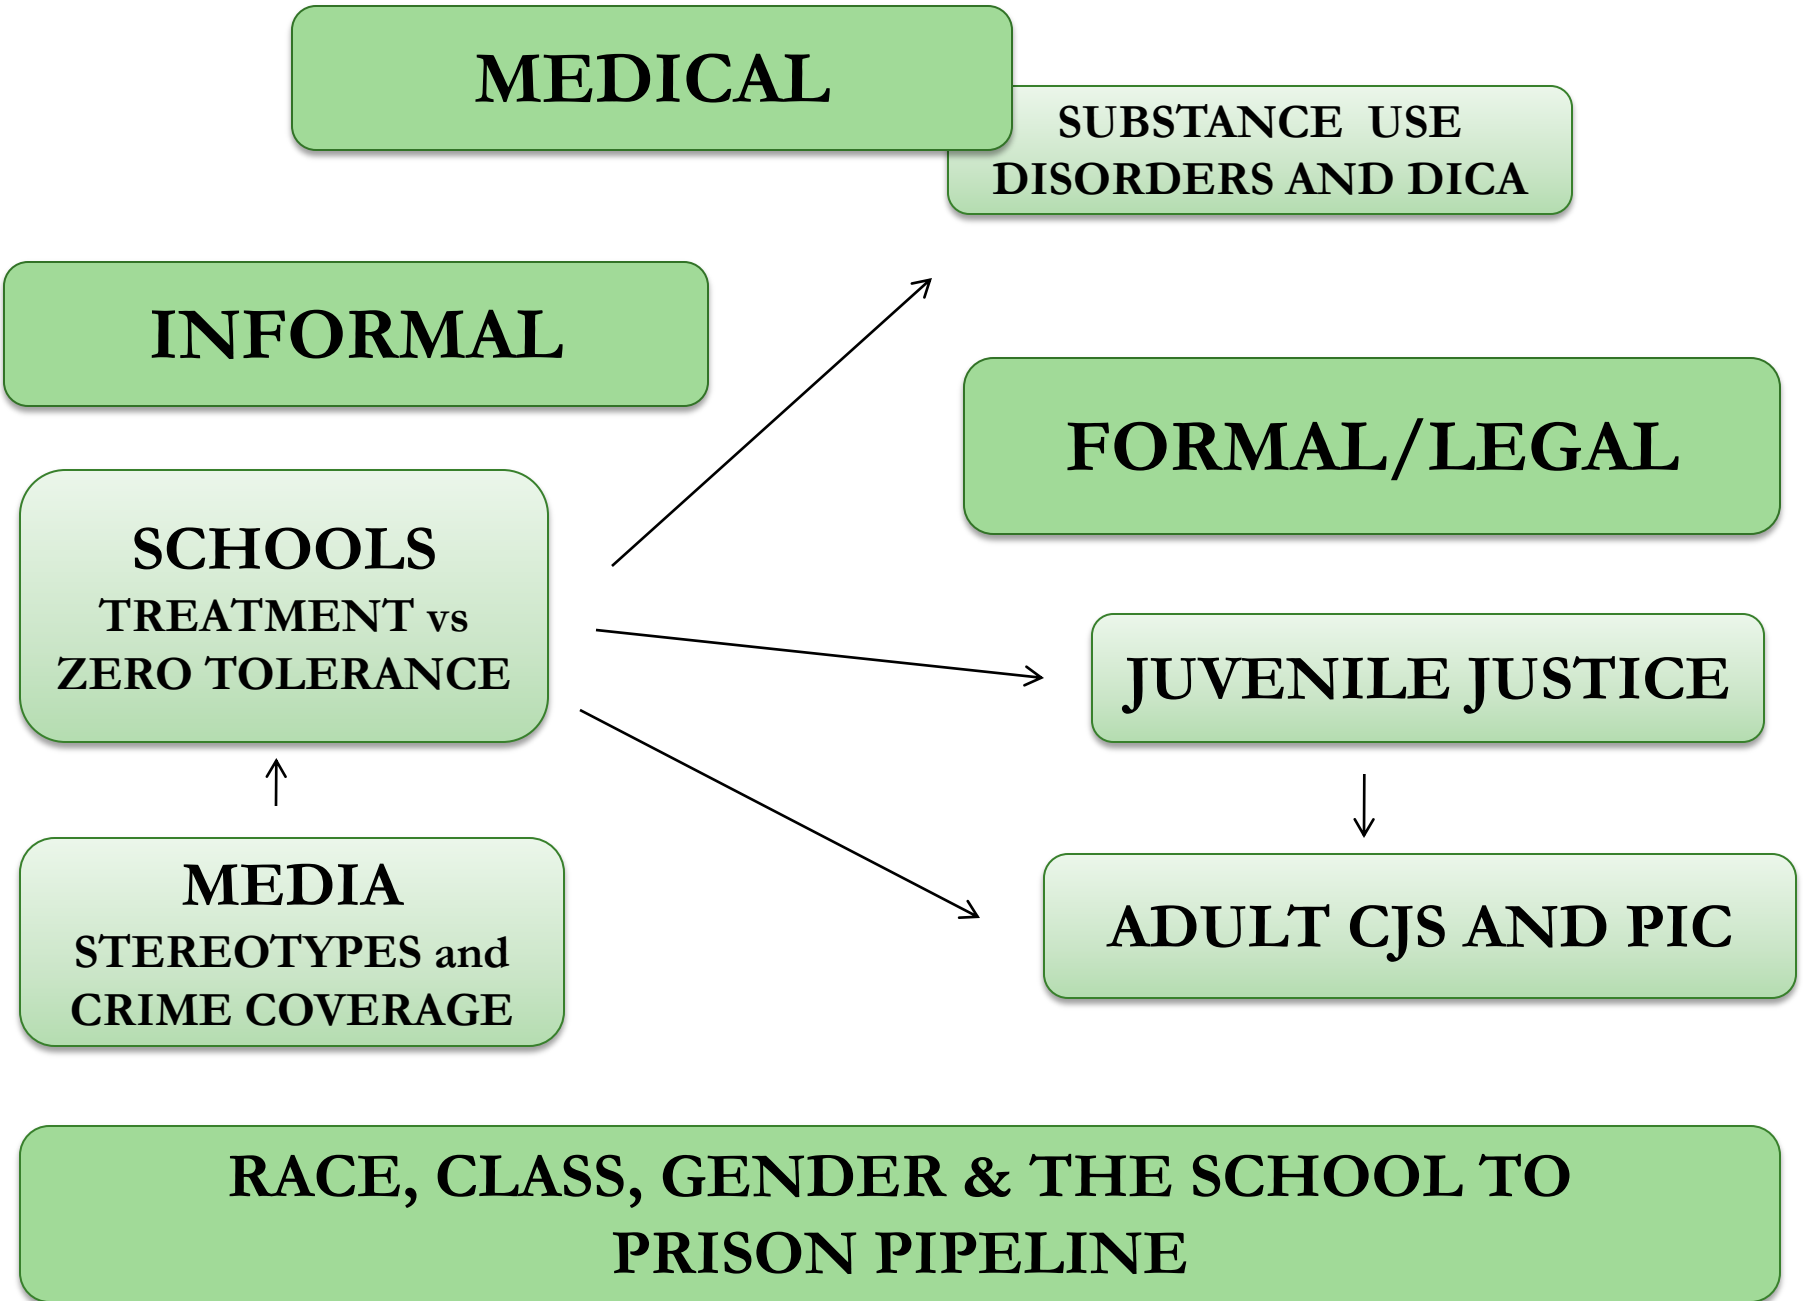 MEDICAL
SUBSTANCE USE
DISORDERS AND DICA
INFORMAL
FORMAL/LEGAL
SCHOOLS
TREATMENT vs
ZERO TOLERANCE
JUVENILE JUSTICE
MEDIA
STEREOTYPES and
CRIME COVERAGE
ADULT CJS AND PIC
RACE, CLASS, GENDER & THE SCHOOL TO
PRISON PIPELINE